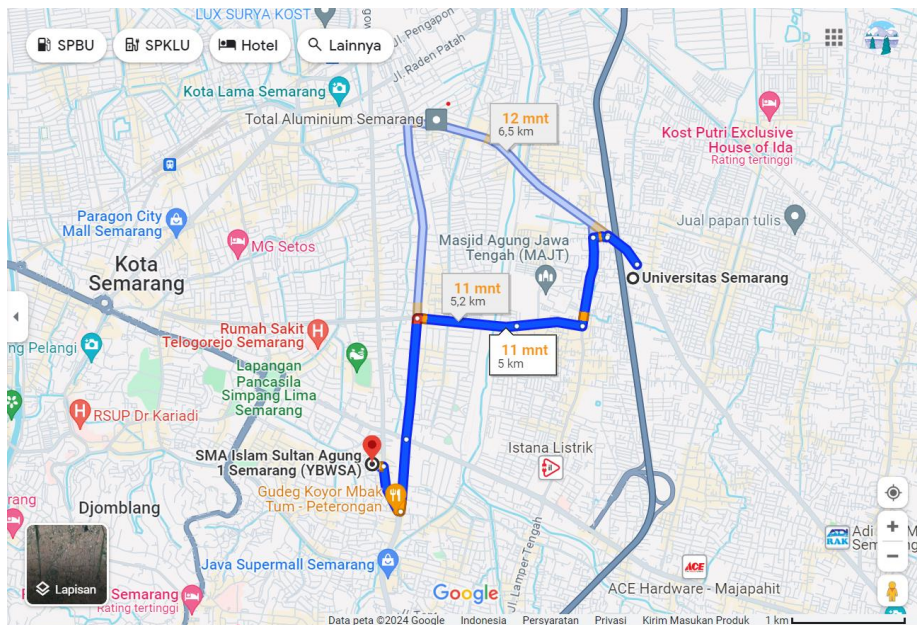 LUX SURYA KOST
SPBU
SPKLU
Hotel
Lainnya
Jl. Pengapon
Jl. Raden Patah
Kota Lama Semarang
Total Aluminium Semarang
12 mnt
6,5 km
Kost Putri Exclusive
House of Ida
Rating tertinggi
Paragon City
Mall Semarang
MG Setos
Jual papan tulis
Masjid Agung Jawa
Tengah (MAJT)
Kota
Semarang
Universitas Semarang
11 mnt
5,2 km
Rumah Sakit
Telogorejo Semarang
ng Pelangi
11 mnt
5 km
Lapangan
Pancasila
Simpang Lima
Semarang
RSUP Dr Kariadi
SMA Islam Sultan Agung
1 Semarang (YBWSA)
Istana Listrik
rang
Gudeg Koyor Mbak
Tum - Peterongan
Djomblang
Jl. Lamper Tengah
RAK
Java Supermall Semarang
ACE
ACE Hardware - Majapahit
Lapisan
Semarang
Rating tertinggi
Google
Data peta ©2024 Google
Indonesia
Persyaratan
Privasi
Kirim Masukan Produk
1 km